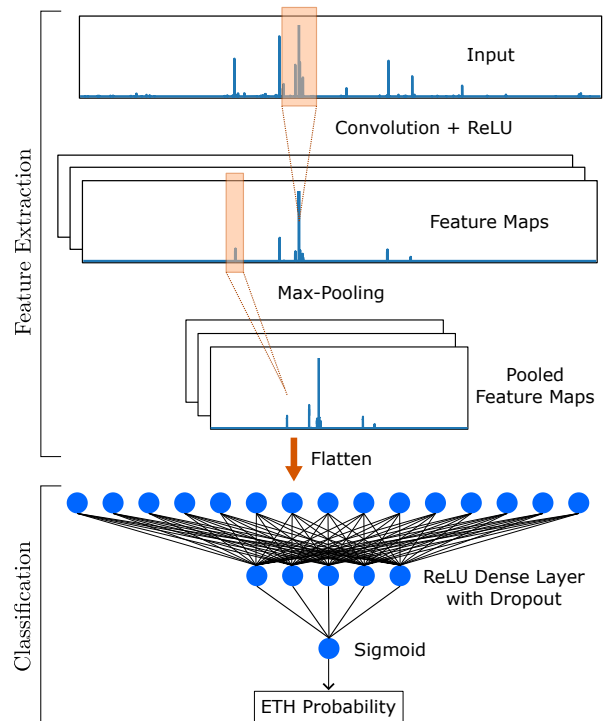 Input
Convolution + ReLU
Feature Maps
Max-Pooling
Pooled
Feature Maps
Flatten
Feature Extraction
ReLU Dense Layer
with Dropout
Sigmoid
ETH Probability
Classification